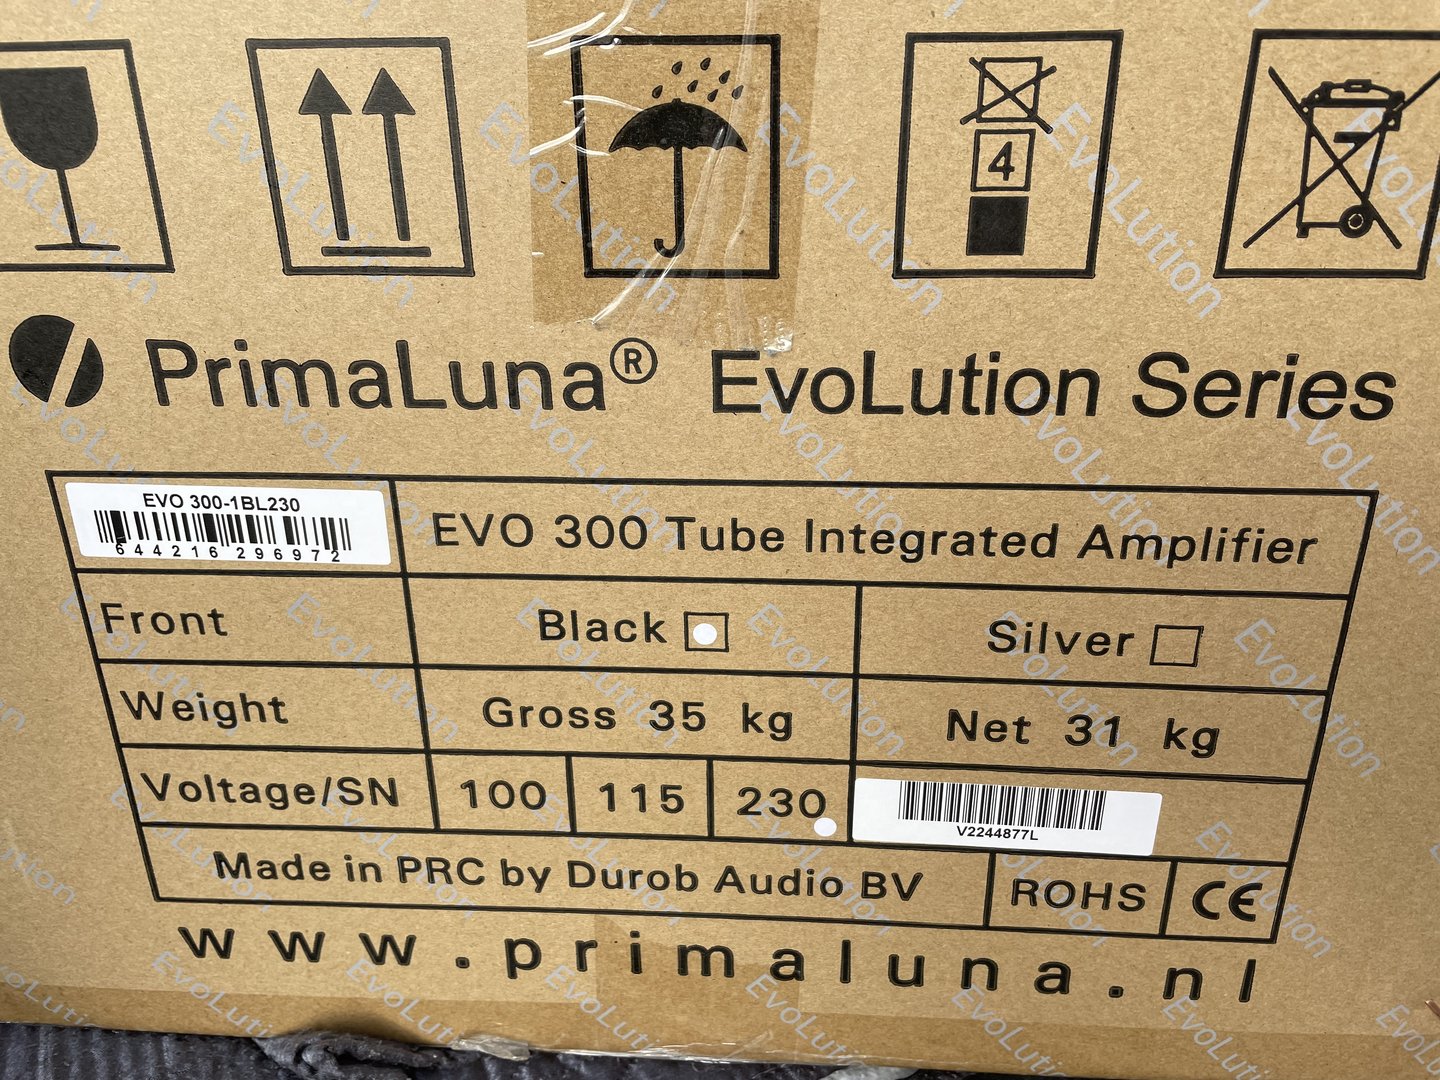 4
PrimaLuna® EvoLution Series
EVO 300-1BL230
644216296972
EVO 300 Tube Integrated Amplifier
Front
Black
Silver
Weight
Gross 35 kg
Net 31 kg
Voltage/SN
100
115
230
V2244877L
Made in PRC by Durob Audio BV
ROHS
CE
www.primaluna.nl